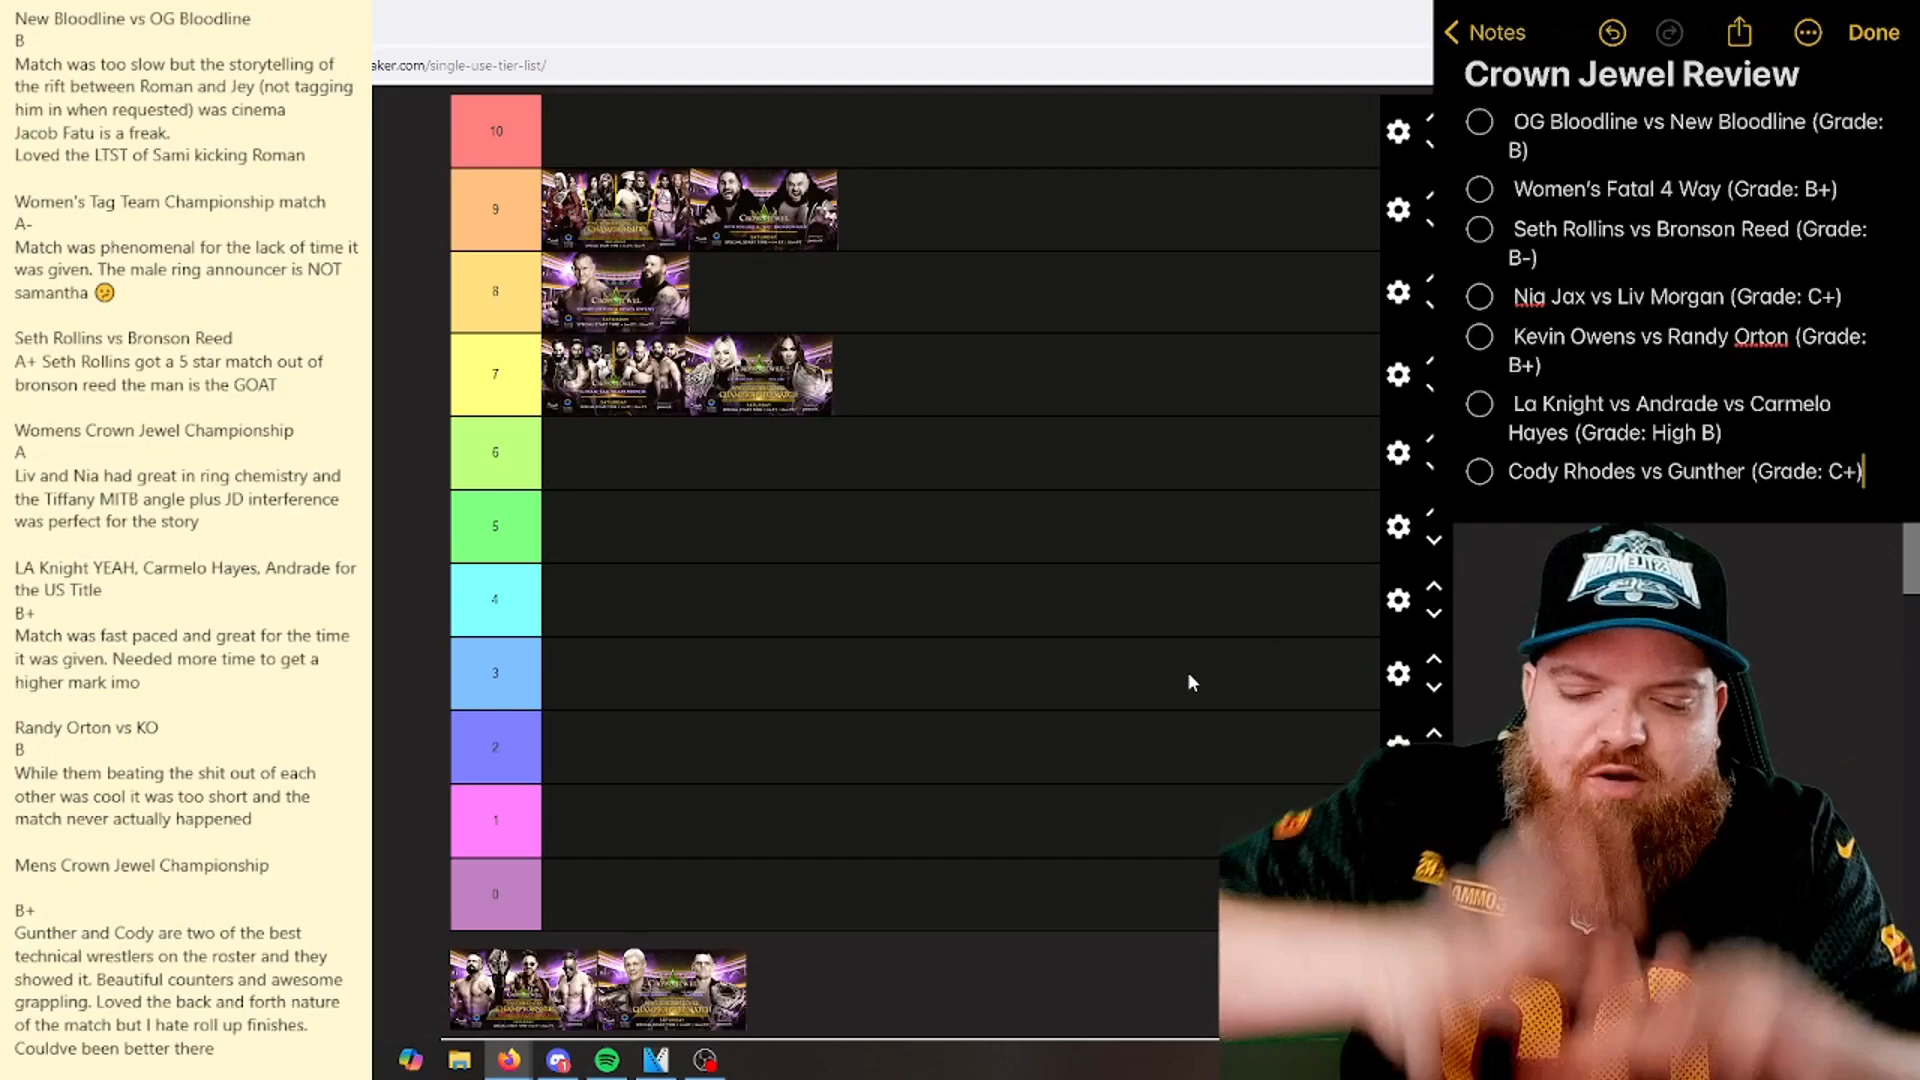 New Bloodline vs OG Bloodline
B
Match was too slow but the storytelling of
the rift between Roman and Jey (not tagging
him in when requested) was cinema
Jacob Fatu is a freak.
Loved the LTST of Sami kicking Roman
Women's Tag Team Championship match
A-
Match was phenomenal for the lack of time it
was given. The male ring announcer is NOT
samantha 😕
Seth Rollins vs Bronson Reed
A+ Seth Rollins got a 5 star match out of
bronson reed the man is the GOAT
Womens Crown Jewel Championship
A
Liv and Nia had great in ring chemistry and
the Tiffany MITB angle plus JD interference
was perfect for the story
LA Knight YEAH, Carmelo Hayes, Andrade for
the US Title
B+
Match was fast paced and great for the time
it was given. Needed more time to get a
higher mark imo
Randy Orton vs KO
B
While them beating the shit out of each
other was cool it was too short and the
match never actually happened
Mens Crown Jewel Championship
B+
Gunther and Cody are two of the best
technical wrestlers on the roster and they
showed it. Beautiful counters and awesome
grappling. Loved the back and forth nature
of the match but I hate roll up finishes.
Couldve been better there
aker.com/single-use-tier-list/
10
9
8
7
6
5
4
3
2
1
0
Notes
Done
Crown Jewel Review
OG Bloodline vs New Bloodline (Grade:
B)
Women's Fatal 4 Way (Grade: B+)
Seth Rollins vs Bronson Reed (Grade:
B-)
Nig Jax vs Liv Morgan (Grade: C+)
Kevin Owens vs Randy Orton (Grade:
B+)
La Knight vs Andrade vs Carmelo
Hayes (Grade: High B)
Cody Rhodes vs Gunther (Grade: C+)